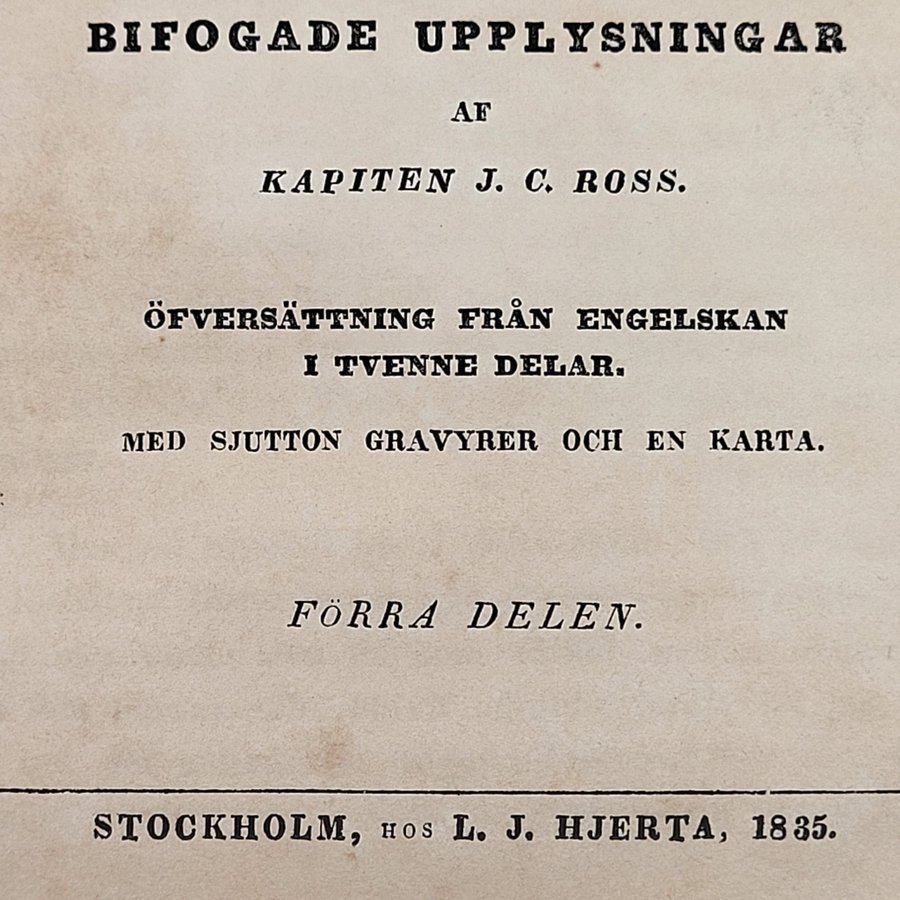 BIFOGADE UPPLYSNINGAR
AF
KAPITEN J. C. ROSS.
ÖFVERSÄTTNING FRÅN ENGELSKAN
I TVENNE DELAR.
MED SJUTTON GRAVYRER OCH EN KARTA.
FÖRRA DELEN.
STOCKHOLM, HOS L. J. HJERTA, 1835.